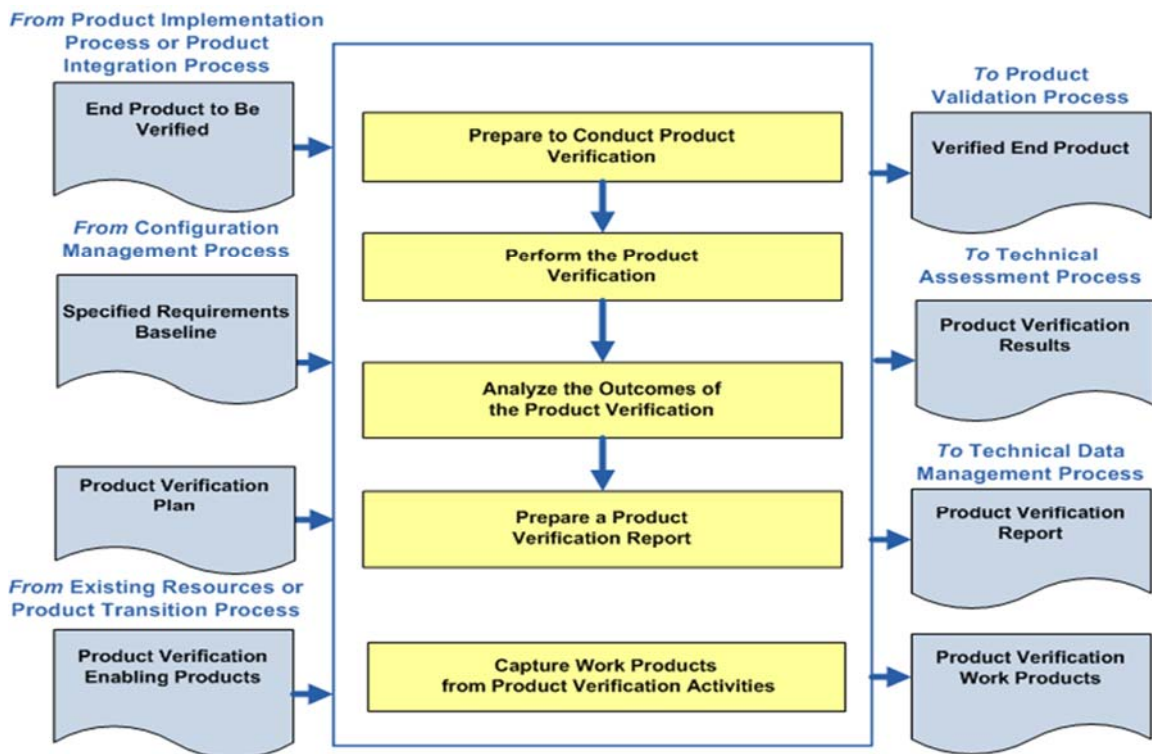 From Product Implementation
Process or Product
Integration Process
End Product to Be
Verified
From Configuration
Management Process
Specified Requirements
Baseline
Product Verification
Plan
From Existing Resources or
Product Transition Process
Product Verification
Enabling Products
Prepare to Conduct Product
Verification
Perform the Product
Verification
Analyze the Outcomes of
the Product Verification
Prepare a Product
Verification Report
Capture Work Products
from Product Verification Activities
To Product
Validation Process
Verified End Product
To Technical
Assessment Process
Product Verification
Results
To Technical Data
Management Process
Product Verification
Report
Product Verification
Work Products